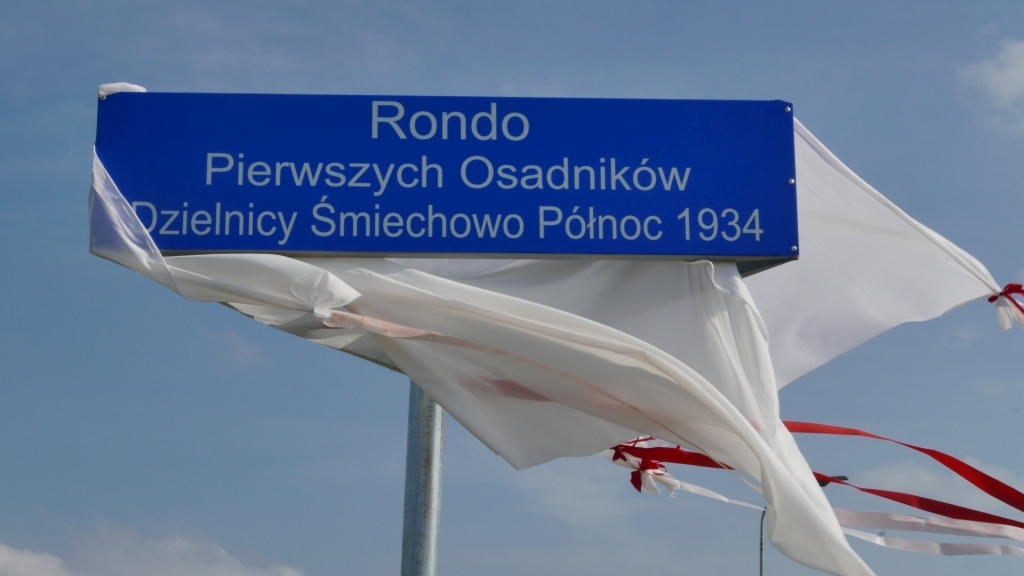 Rondo
Pierwszych Osadników
Dzielnicy Śmiechowo Północ 1934